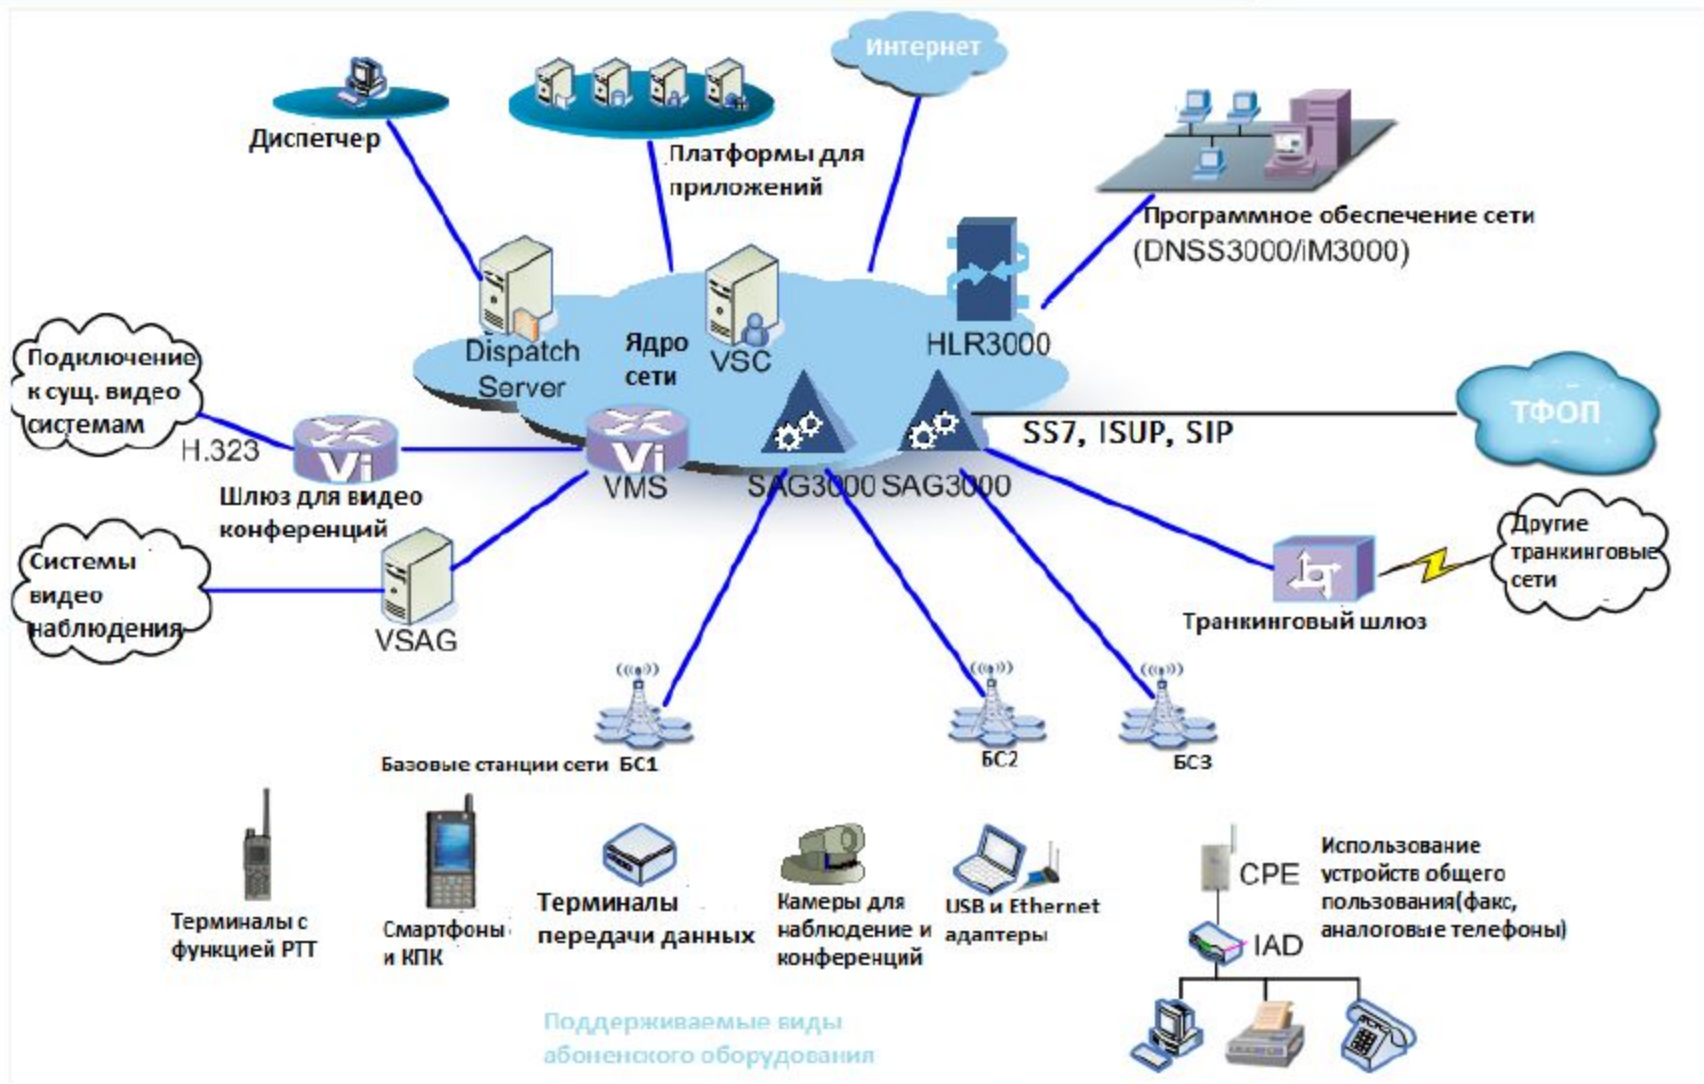 Интернет
Диспетчер
Платформы для
приложений
Программное обеспечение сети
(DNSS3000/iM3000)
Dispatch
Server
Ядро
сети
VSC
HLR3000
Подключение
к сущ. видео
системам
H.323
Vi
Шлюз для видео
конференций
Vi
VMS
SAG3000
SAG3000
SS7, ISUP, SIP
ТФОП
Другие
транкинговые
сети
Транкинговый шлюз
Системы
видео
наблюдения
VSAG
Базовые станции сети БС1
БС2
БС3
Терминалы с
функцией РТТ
Смартфоны
и КПК
Терминалы
передачи данных
Камеры для
наблюдение и
конференций
USB и Ethernet
адаптеры
CPE
IAD
Использование
устройств общего
пользования(факс,
аналоговые телефоны)
Поддерживаемые виды
абоненского оборудования